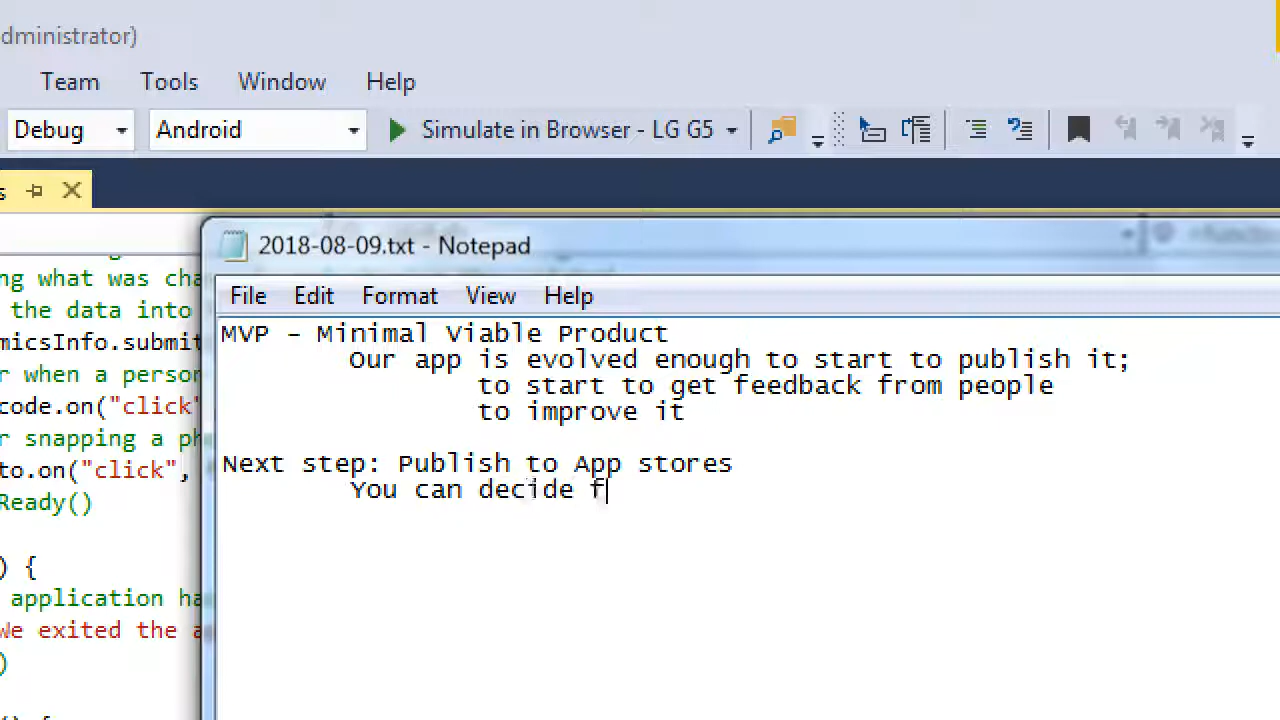 dministrator)
Team Tools Window Help
Debug Android Simulate in Browser - LG G5
s
2018-08-09.txt - Notepad
File Edit Format View Help
MVP - Minimal Viable Product
Our app is evolved enough to start to publish it;
to start to get feedback from people
to improve it
Next step: Publish to App stores
You can decide f
ng what was cha
the data into
micsInfo.submit
r when a person
code.on("click"
r snapping a ph
to.on("click",
Ready()
) {
application ha
We exited the a
)
() {